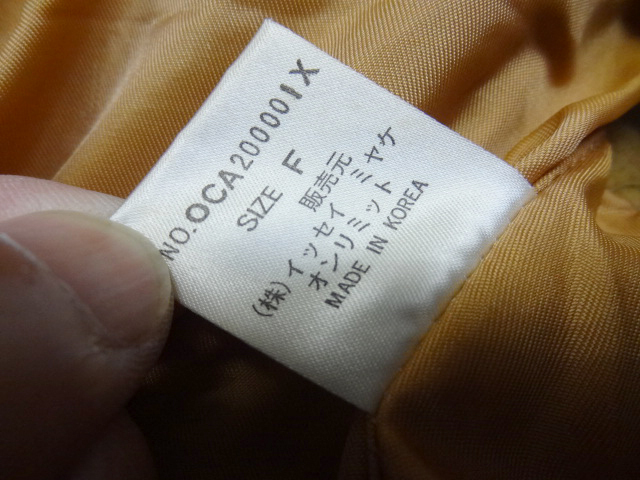 NO.OCA200001X
SIZE F
販売元
(株)イッセイ ミヤケ
オンリミット
MADE IN KOREA